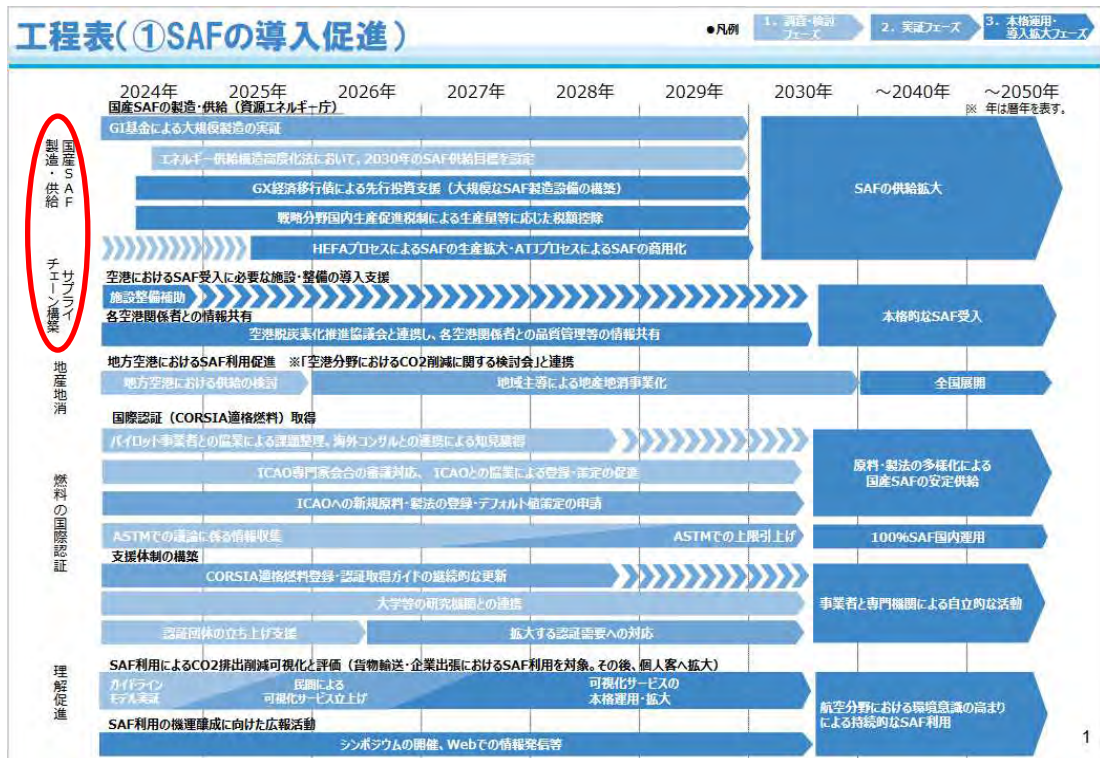 工程表(①SAFの導入促進)
●凡例
1. 調査・検討
フェーズ
2. 実証フェーズ
3. 本格運用・
導入拡大フェーズ
2024年 2025年 2026年 2027年 2028年 2029年 2030年 ～2040年 ～2050年
※ 年は暦年を表す。
国産SAF
製造・供給
国産SAFの製造・供給（資源エネルギー庁）
GI基金による大規模製造の実証
エネルギー供給構造高度化法において、2030年のSAF供給目標を設定
GX経済移行債による先行投資支援（大規模なSAF製造設備の構築）
戦略分野国内生産促進税制による生産量等に応じた税額控除
HEFAプロセスによるSAFの生産拡大・ATJプロセスによるSAFの商用化
SAFの供給拡大
サプライ
チェーン構築
空港におけるSAF受入に必要な施設・整備の導入支援
施設整備補助
各空港関係者との情報共有
空港脱炭素化推進協議会と連携し、各空港関係者との品質管理等の情報共有
本格的なSAF受入
地産地消
地方空港におけるSAF利用促進 ※「空港分野におけるCO2削減に関する検討会」と連携
地方空港における供給の検討
地域主導による地産地消事業化
全国展開
燃料の国際認証
国際認証（CORSIA適格燃料）取得
パイロット事業者との協業による課題整理、海外コンサルとの連携による知見獲得
ICAO専門家会合の審議対応、ICAOとの協業による登録・策定の促進
ICAOへの新規原料・製法の登録・デフォルト値策定の申請
原料・製法の多様化による
国産SAFの安定供給
ASTMでの議論に係る情報収集
ASTMでの上限引上げ
100%SAF国内運用
支援体制の構築
CORSIA適格燃料登録・認証取得ガイドの継続的な更新
大学等の研究機関との連携
認証団体の立ち上げ支援
拡大する認証需要への対応
事業者と専門機関による自立的な活動
理解促進
SAF利用によるCO2排出削減可視化と評価（貨物輸送・企業出張におけるSAF利用を対象。その後、個人客へ拡大）
ガイドライン
モデル実証
民間による
可視化サービス立上げ
可視化サービスの
本格運用・拡大
SAF利用の機運醸成に向けた広報活動
シンポジウムの開催、Webでの情報発信等
航空分野における環境意識の高まり
による持続的なSAF利用
1